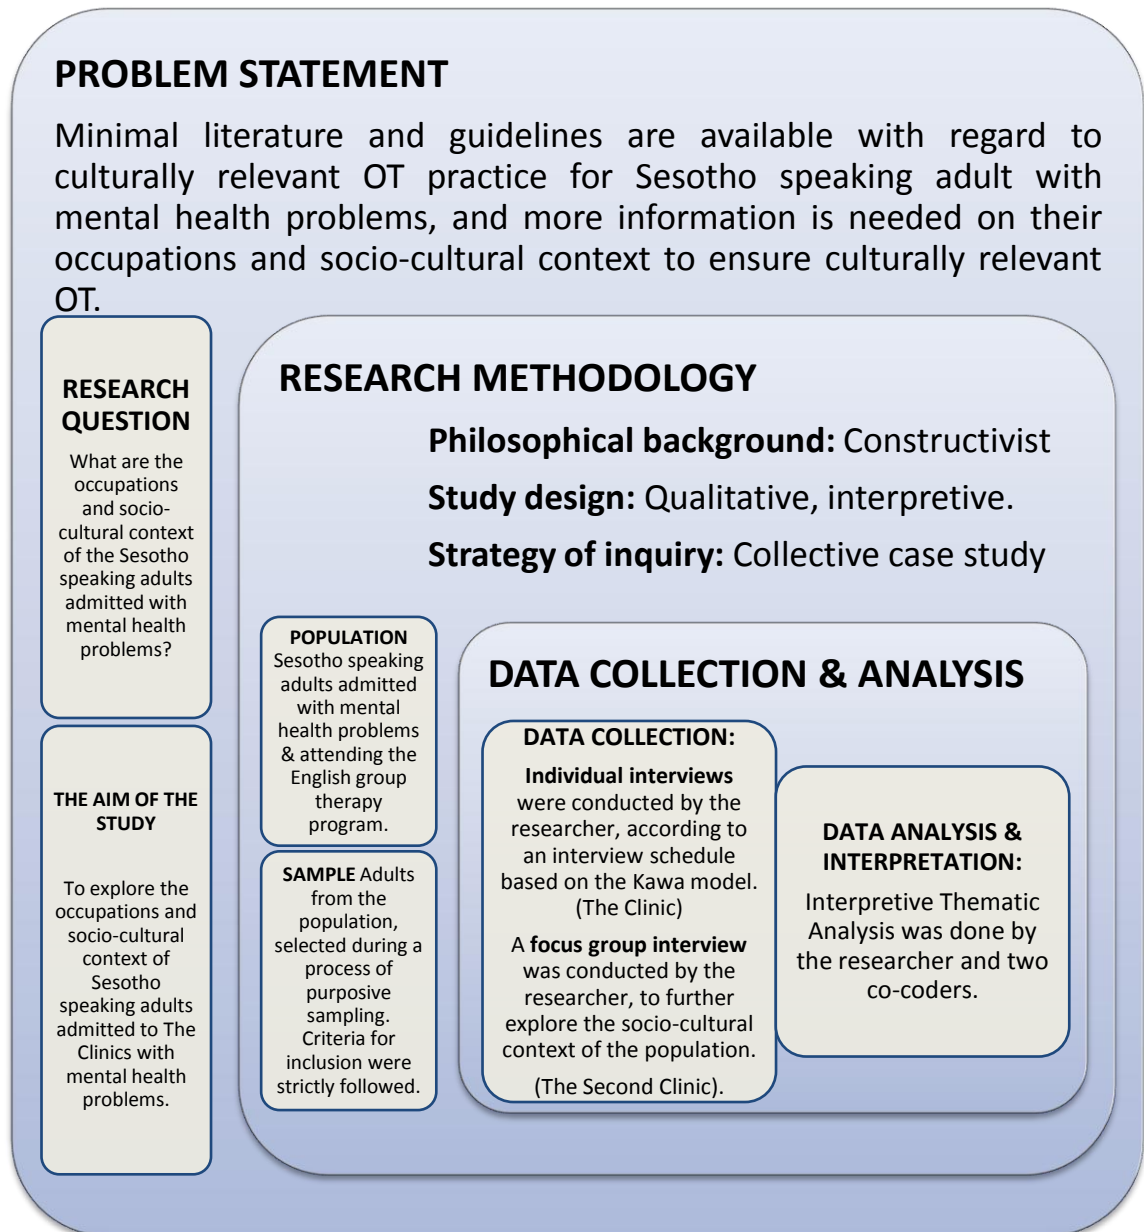 PROBLEM STATEMENT
Minimal literature and guidelines are available with regard to
culturally relevant OT practice for Sesotho speaking adult with
mental health problems, and more information is needed on their
occupations and socio-cultural context to ensure culturally relevant
OT.
RESEARCH
QUESTION
What are the
occupations
and socio-
cultural context
of the Sesotho
speaking adults
admitted with
mental health
problems?
THE AIM OF THE
STUDY
To explore the
occupations and
socio-cultural
context of
Sesotho
speaking adults
admitted to The
Clinics with
mental health
problems.
RESEARCH METHODOLOGY
Philosophical background: Constructivist
Study design: Qualitative, interpretive.
Strategy of inquiry: Collective case study
POPULATION
Sesotho speaking
adults admitted
with mental
health problems
& attending the
English group
therapy
program.
SAMPLE Adults
from the
population,
selected during a
process of
purposive
sampling.
Criteria for
inclusion were
strictly followed.
DATA COLLECTION & ANALYSIS
DATA COLLECTION:
Individual interviews
were conducted by the
researcher, according to
an interview schedule
based on the Kawa model.
(The Clinic)
A focus group interview
was conducted by the
researcher, to further
explore the socio-cultural
context of the population.
(The Second Clinic).
DATA ANALYSIS &
INTERPRETATION:
Interpretive Thematic
Analysis was done by
the researcher and two
co-coders.